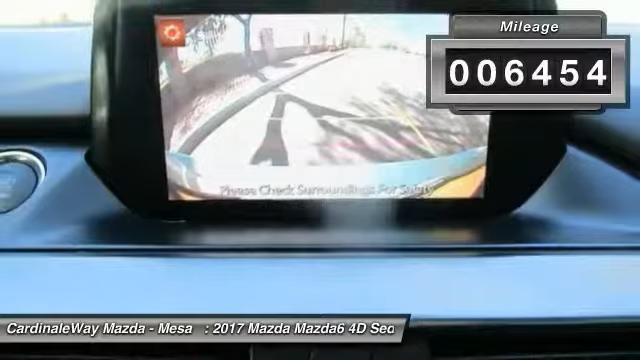 Mileage
006454
Please Check Surroundings For Safety
CardinaleWay Mazda - Mesa : 2017 Mazda Mazda6 4D Sed